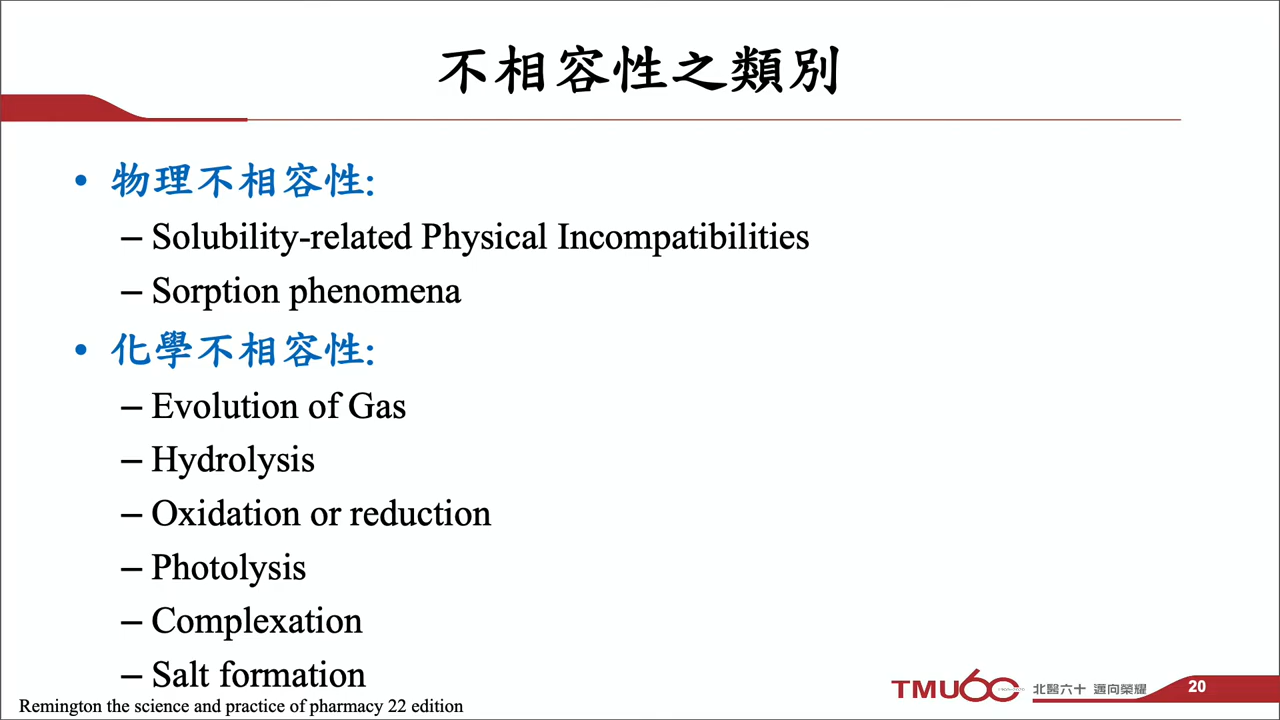 不相容性之類別
• 物理不相容性:
– Solubility-related Physical Incompatibilities
– Sorption phenomena
• 化學不相容性:
– Evolution of Gas
– Hydrolysis
– Oxidation or reduction
– Photolysis
– Complexation
– Salt formation
Remington the science and practice of pharmacy 22 edition
TMU60 北醫六十 邁向榮耀
20